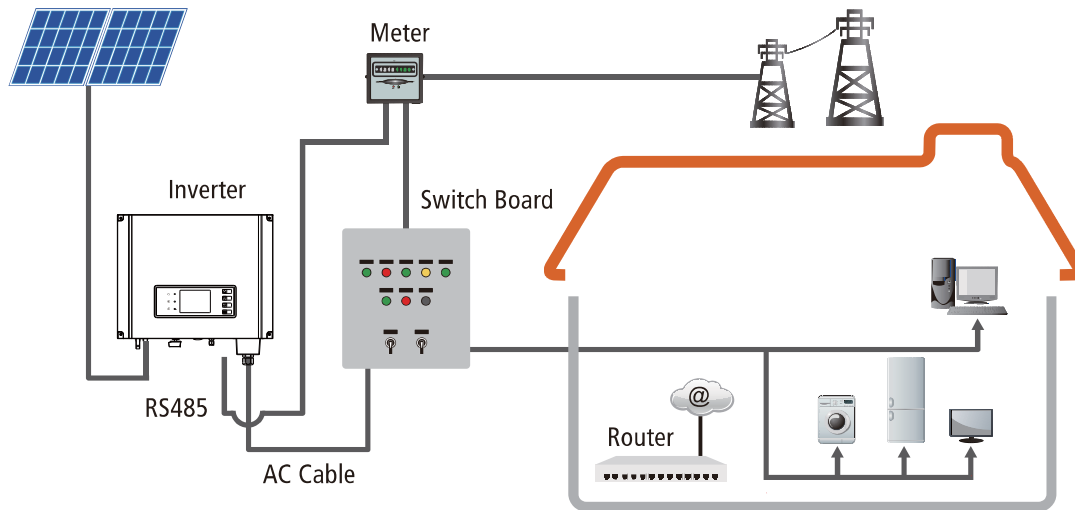 Meter
Inverter
Switch Board
RS485
AC Cable
Router
@